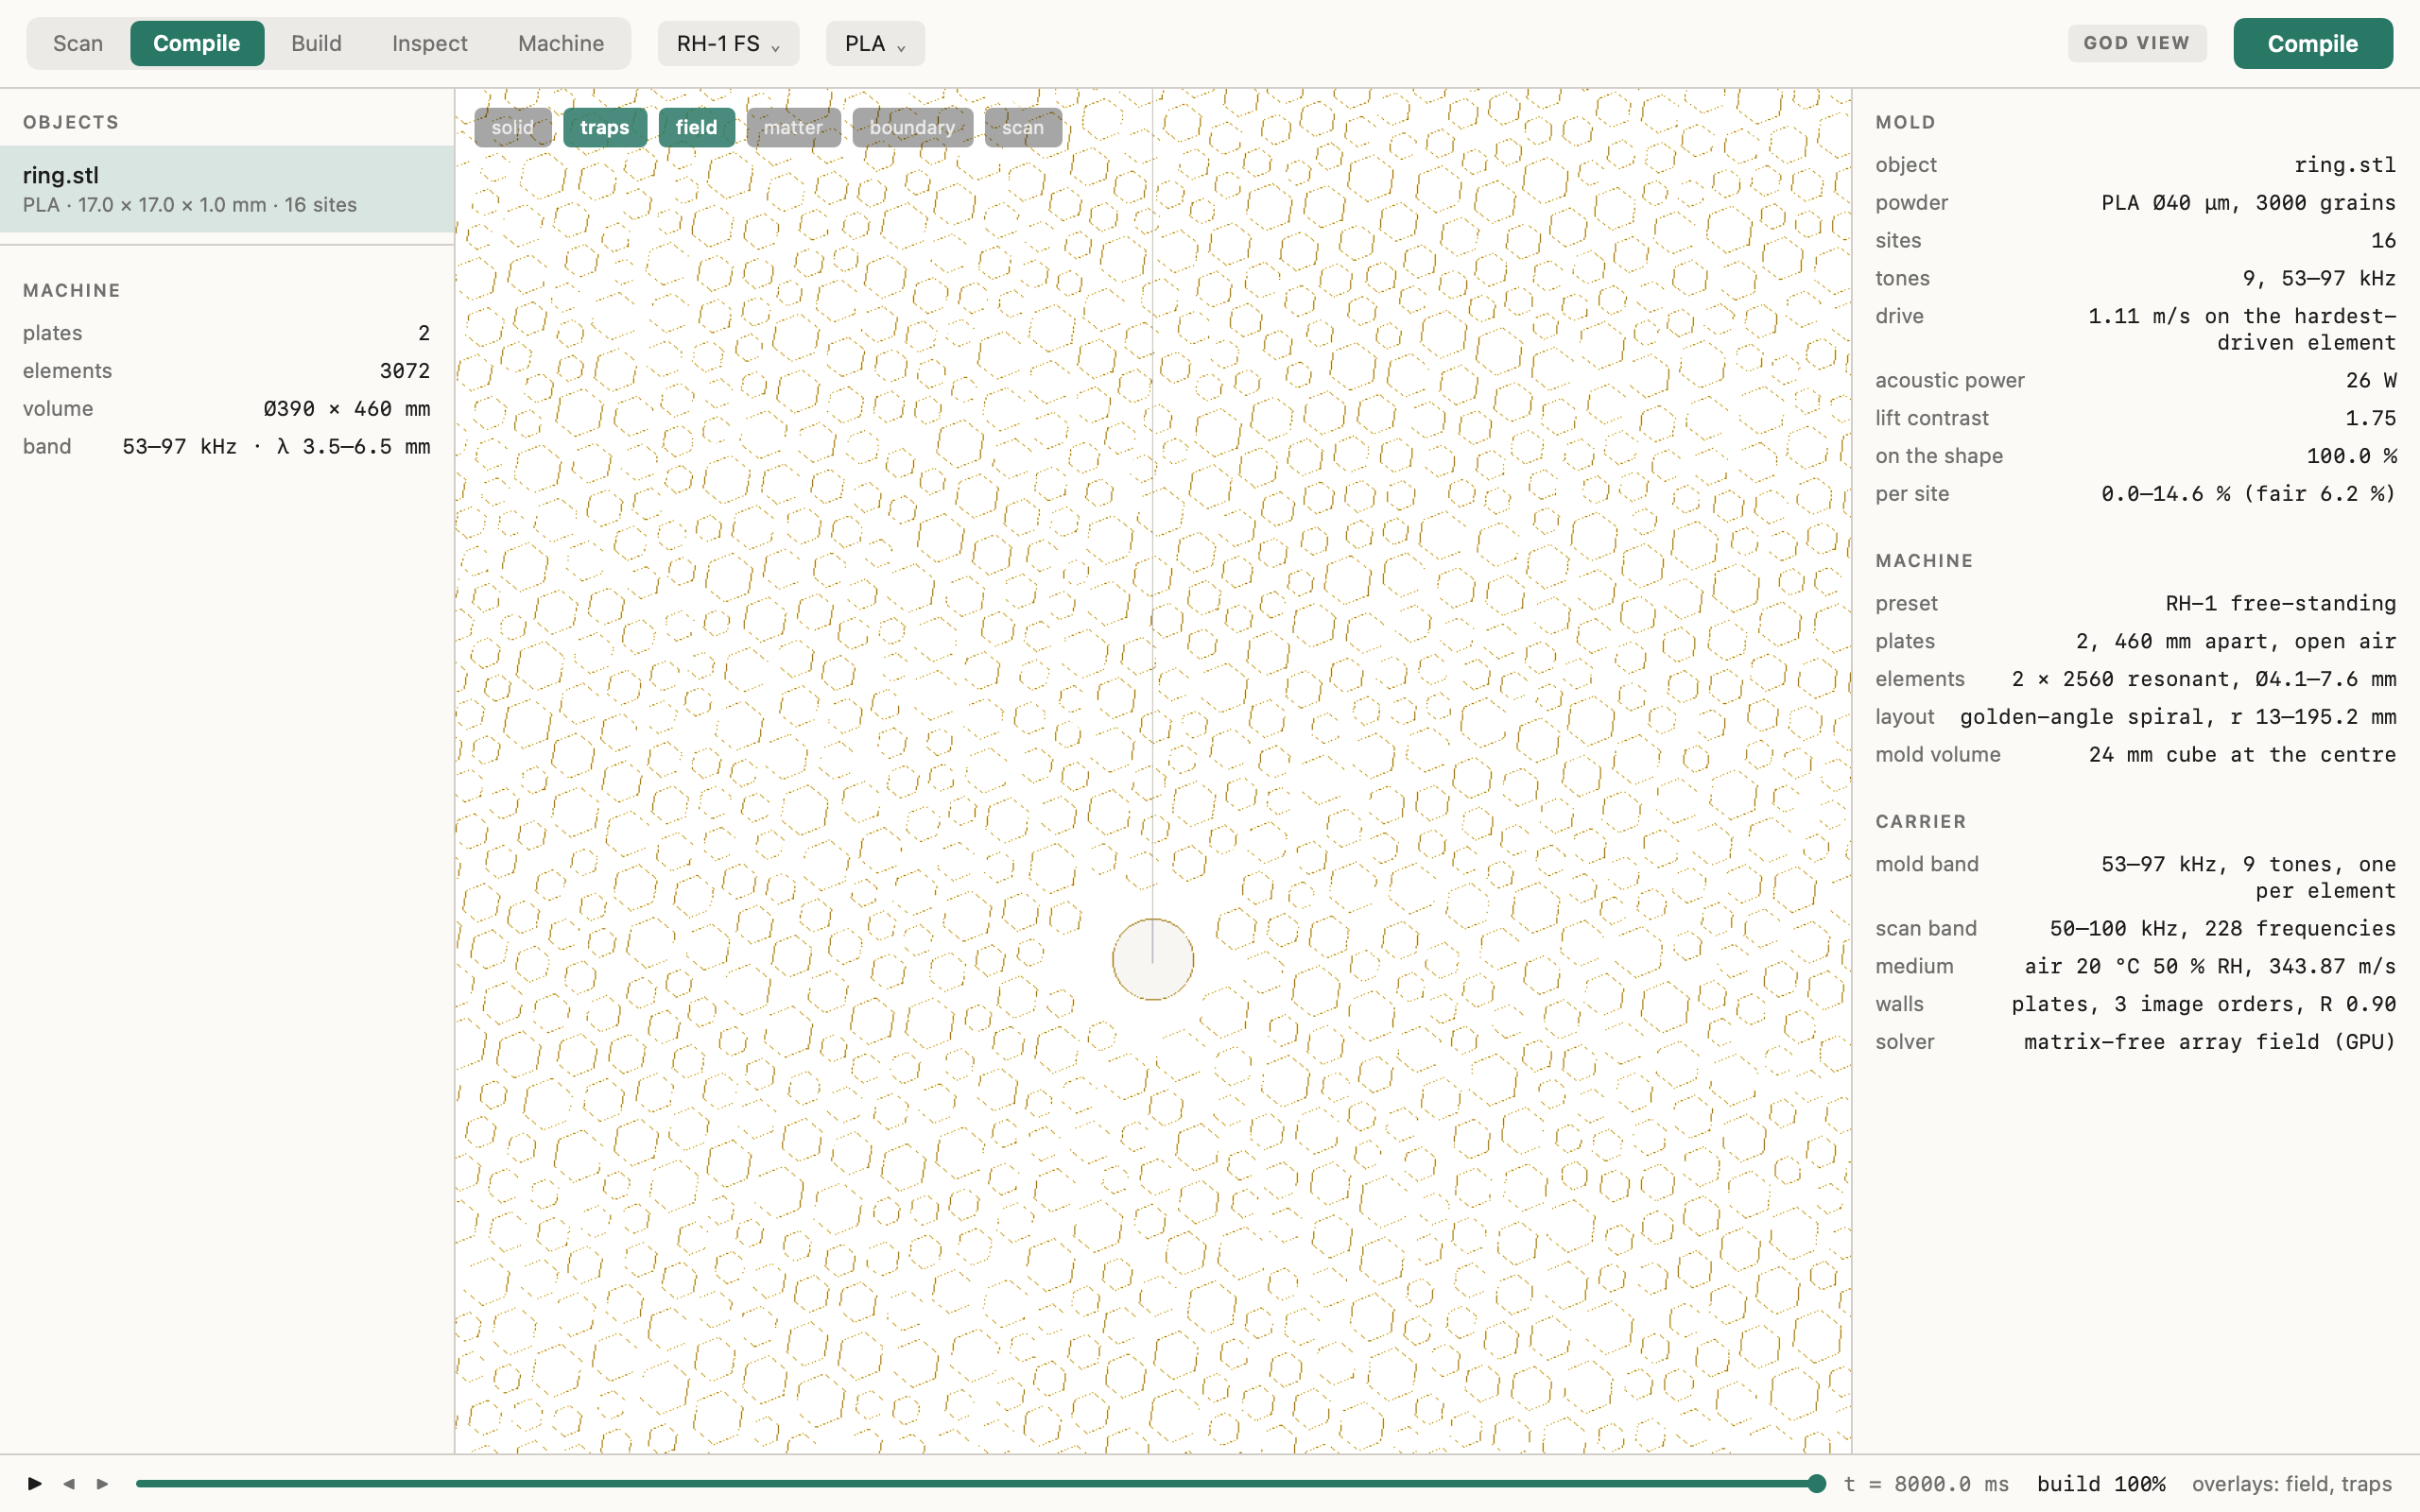 Scan Compile Build Inspect Machine RH-1 FS PLA GOD VIEW Compile
OBJECTS
ring.stl
PLA · 17.0 × 17.0 × 1.0 mm · 16 sites
MACHINE
plates 2
elements 3072
volume Ø390 × 460 mm
band 53–97 kHz · λ 3.5–6.5 mm
solid traps field matter boundary scan
MOLD
object ring.stl
powder PLA Ø40 µm, 3000 grains
sites 16
tones 9, 53–97 kHz
drive 1.11 m/s on the hardest-
driven element
acoustic power 26 W
lift contrast 1.75
on the shape 100.0 %
per site 0.0–14.6 % (fair 6.2 %)
MACHINE
preset RH-1 free-standing
plates 2, 460 mm apart, open air
elements 2 × 2560 resonant, Ø4.1–7.6 mm
layout golden-angle spiral, r 13–195.2 mm
mold volume 24 mm cube at the centre
CARRIER
mold band 53–97 kHz, 9 tones, one
per element
scan band 50–100 kHz, 228 frequencies
medium air 20 °C 50 % RH, 343.87 m/s
walls plates, 3 image orders, R 0.90
solver matrix-free array field (GPU)
t = 8000.0 ms build 100% overlays: field, traps